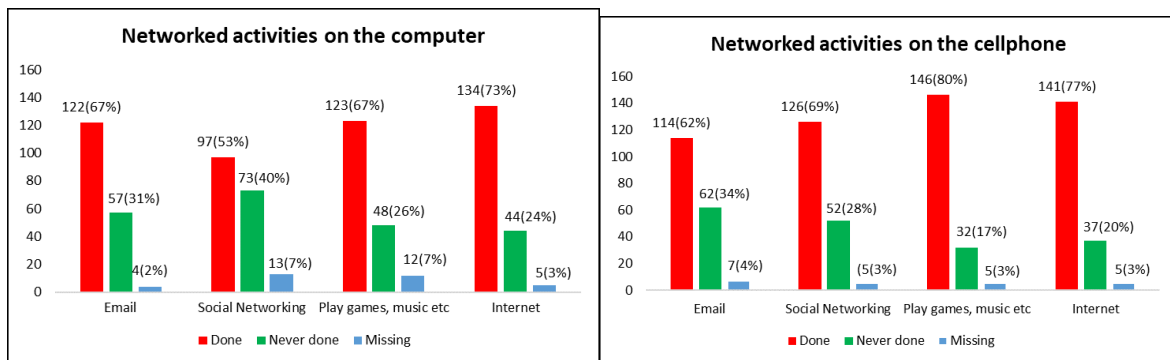 Networked activities on the computer
160
140
120
100
80
60
40
20
0
122(67%)
57(31%)
4(2%)
97(53%)
73(40%)
13(7%)
123(67%)
48(26%)
12(7%)
134(73%)
44(24%)
5(3%)
Email
Social Networking
Play games, music etc
Internet
Done
Never done
Missing
Networked activities on the cellphone
160
140
120
100
80
60
40
20
0
114(62%)
62(34%)
7(4%)
126(69%)
52(28%)
5(3%)
146(80%)
32(17%)
5(3%)
141(77%)
37(20%)
5(3%)
Email
Social Networking
Play games, music etc
Internet
Done
Never done
Missing